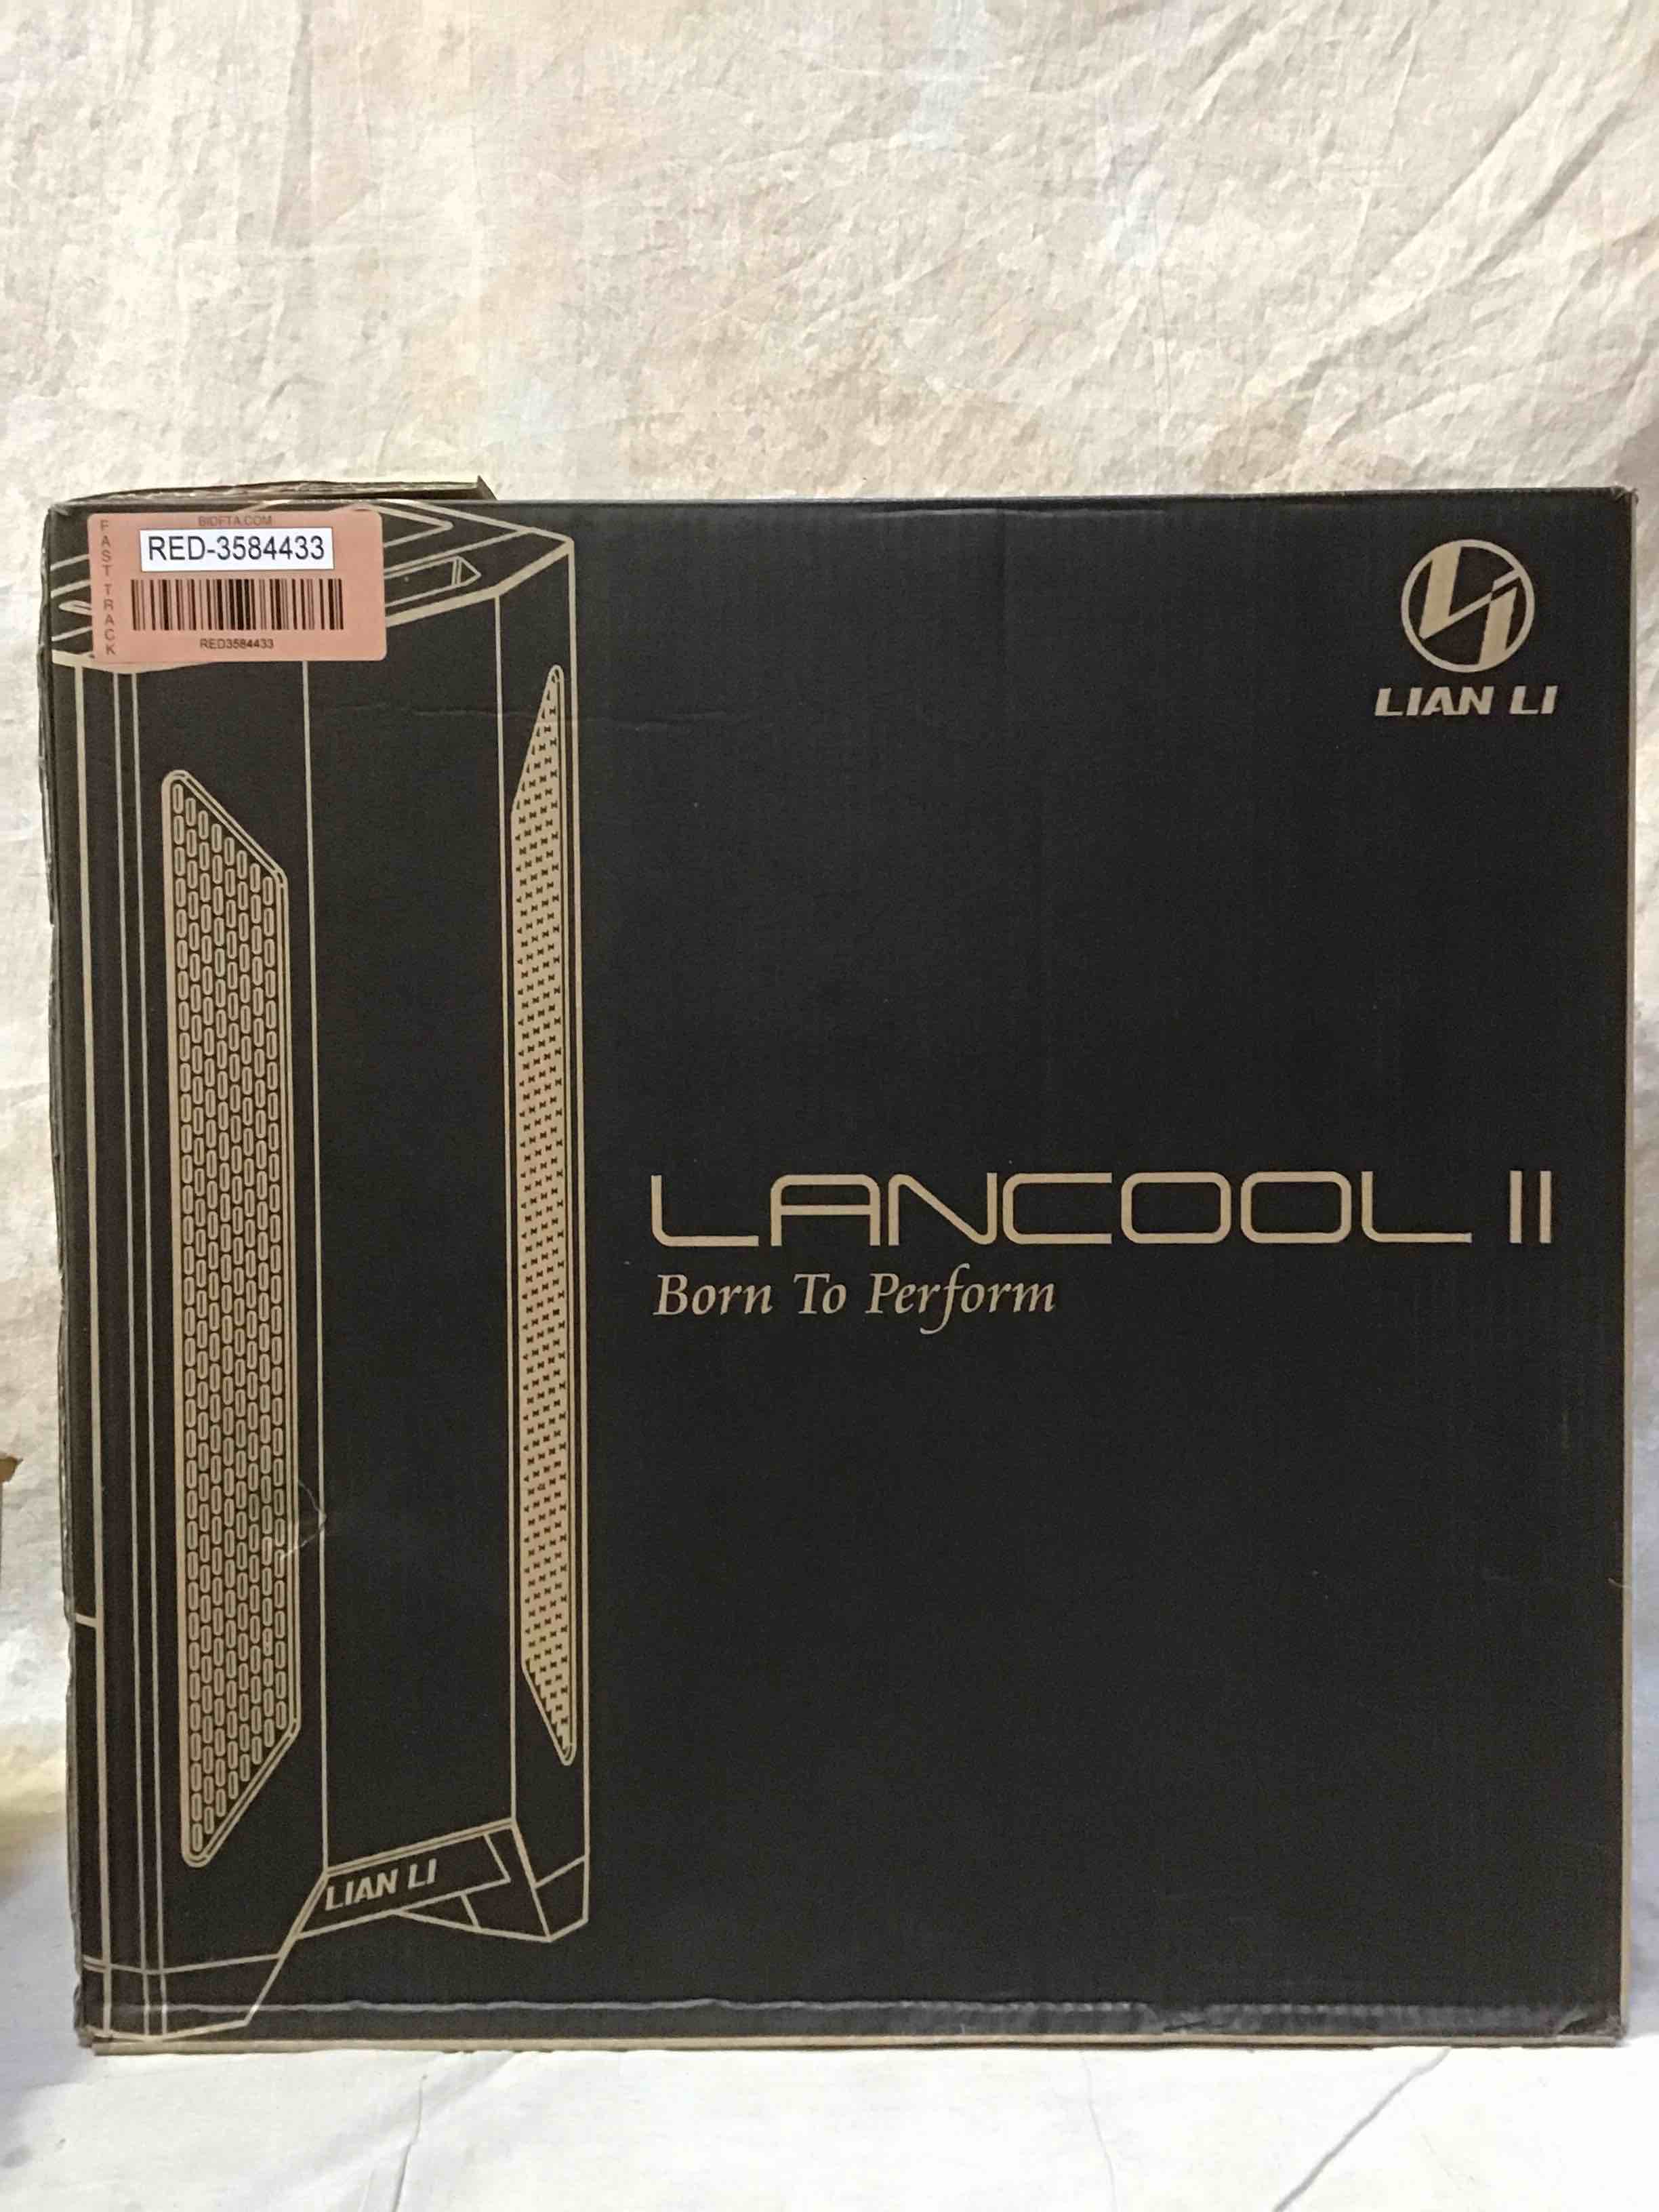 BIDFTA.COM
FAST TRACK
RED-3584433
RED3584433
LIAN LI
LANCOOL II
Born To Perform
LIAN LI